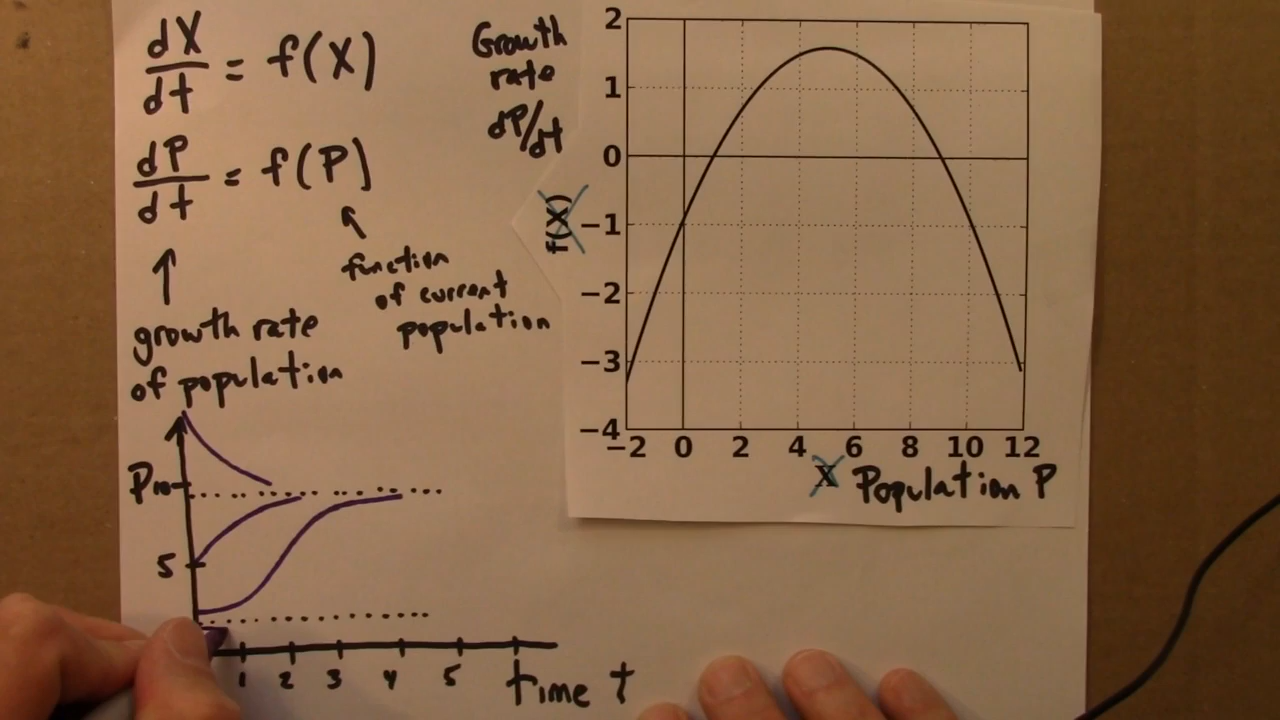 dX/dt = f(X)
dP/dt = f(P)
growth rate
of population
function
of current
population
Growth
rate
dP/dt
f(X)
2
1
0
−1
−2
−3
−4
−2 0 2 4 6 8 10 12
X Population P
P
10
5
1 2 3 4 5
time t